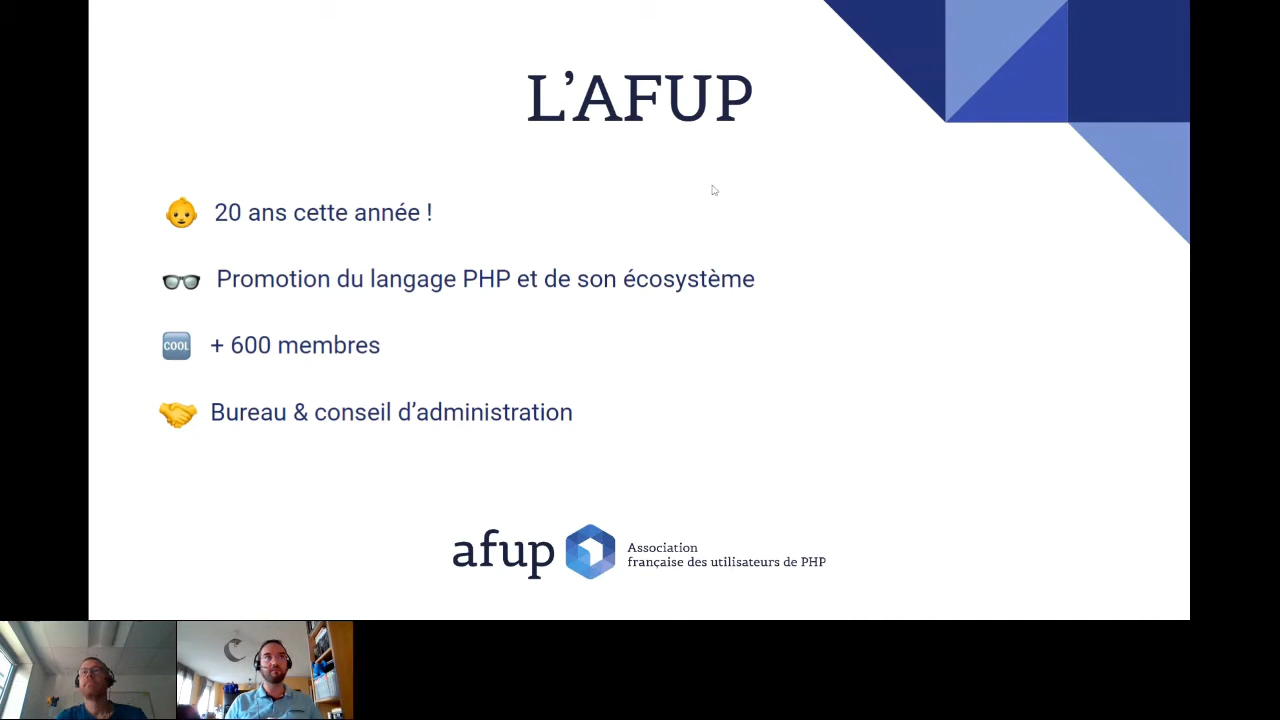 L’AFUP
20 ans cette année !
Promotion du langage PHP et de son écosystème
COOL
+ 600 membres
Bureau & conseil d’administration
afup
Association
française des utilisateurs de PHP